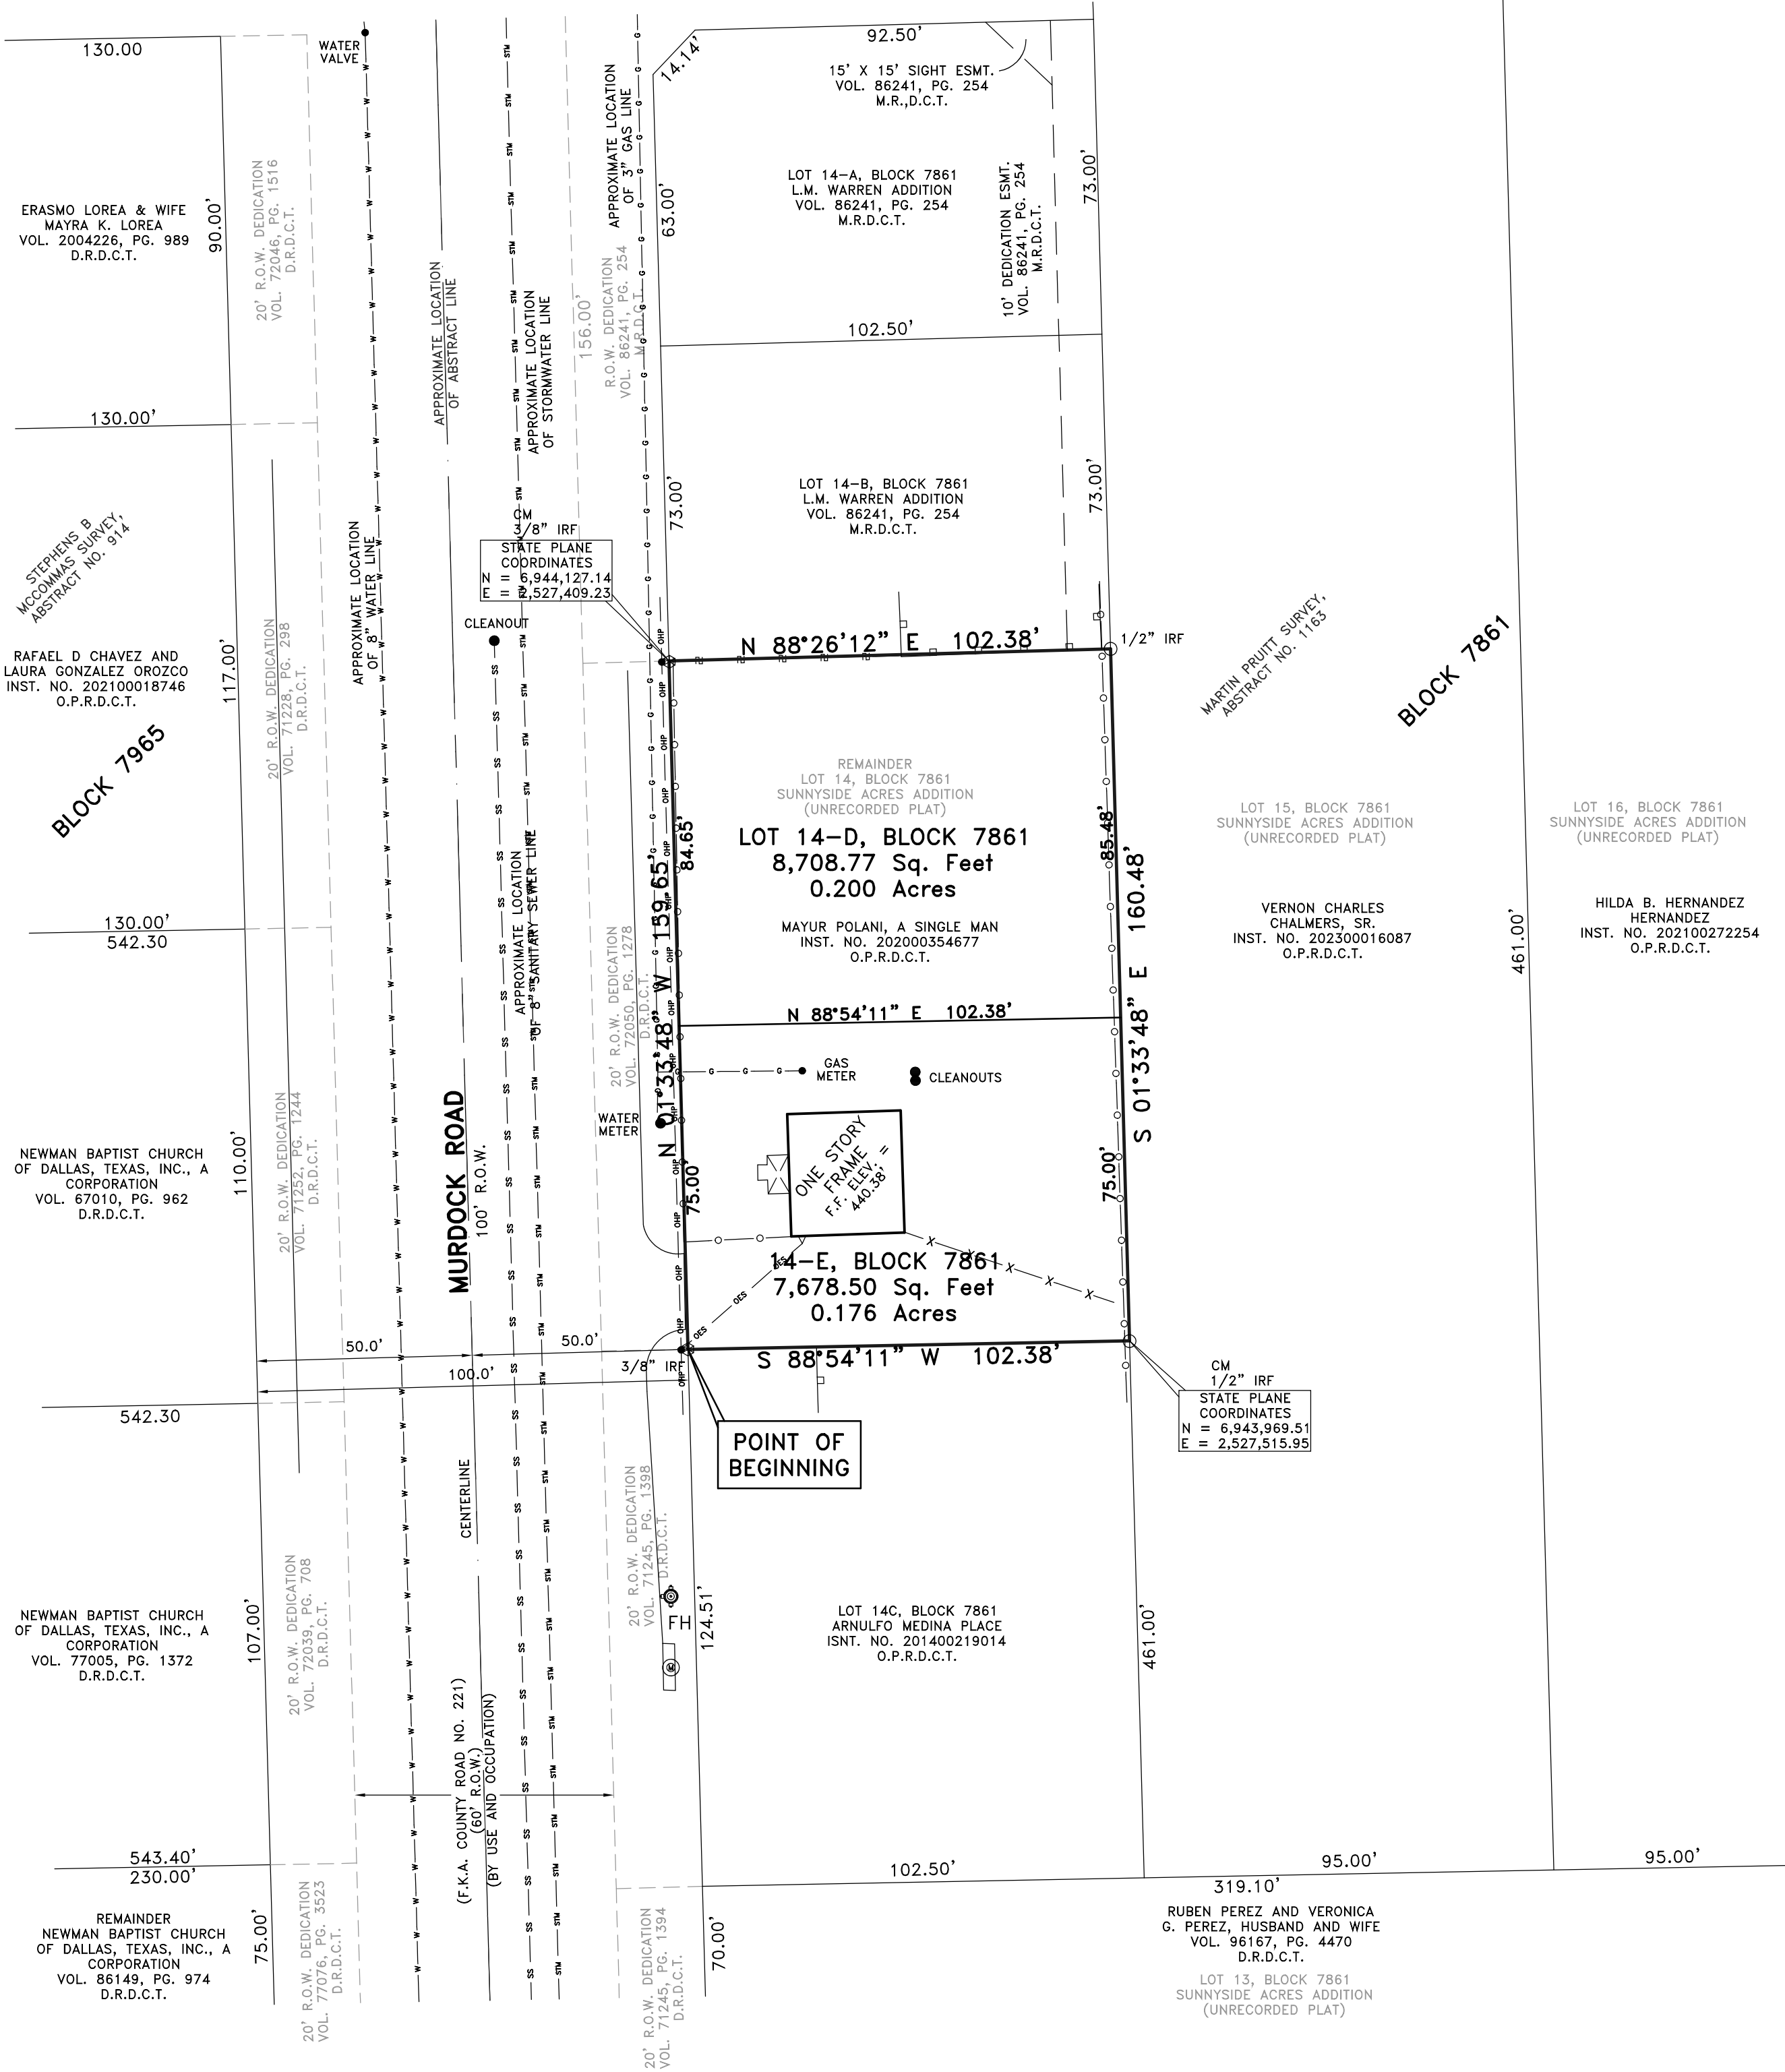 130.00
WATER
VALVE
92.50'
14.14'
15' X 15' SIGHT ESMT.
VOL. 86241, PG. 254
M.R.,D.C.T.
APPROXIMATE LOCATION
OF 3" GAS LINE
ERASMO LOREA & WIFE
MAYRA K. LOREA
VOL. 2004226, PG. 989
D.R.D.C.T.
90.00'
20' R.O.W. DEDICATION
VOL. 72046, PG. 1516
D.R.D.C.T.
63.00'
LOT 14-A, BLOCK 7861
L.M. WARREN ADDITION
VOL. 86241, PG. 254
M.R.D.C.T.
10' DEDICATION ESMT.
VOL. 86241, PG. 254
M.R.D.C.T.
73.00'
APPROXIMATE LOCATION
OF ABSTRACT LINE
APPROXIMATE LOCATION
OF STORMWATER LINE
156.00'
R.O.W. DEDICATION
VOL. 86241, PG. 254
M.R.D.C.T.
102.50'
130.00'
73.00'
LOT 14-B, BLOCK 7861
L.M. WARREN ADDITION
VOL. 86241, PG. 254
M.R.D.C.T.
73.00'
STEPHENS B
MCCOMMAS SURVEY,
ABSTRACT NO. 914
APPROXIMATE LOCATION
OF 8" WATER LINE
CM
3/8" IRF
STATE PLANE
COORDINATES
N = 6,944,127.14
E = 2,527,409.23
CLEANOUT
N 88°26'12" E 102.38'
1/2" IRF
MARTIN PRUITT SURVEY,
ABSTRACT NO. 1163
BLOCK 7861
RAFAEL D CHAVEZ AND
LAURA GONZALEZ OROZCO
INST. NO. 202100018746
O.P.R.D.C.T.
117.00'
20' R.O.W. DEDICATION
VOL. 71228, PG. 298
D.R.D.C.T.
BLOCK 7965
REMAINDER
LOT 14, BLOCK 7861
SUNNYSIDE ACRES ADDITION
(UNRECORDED PLAT)
LOT 14-D, BLOCK 7861
8,708.77 Sq. Feet
0.200 Acres
MAYUR POLANI, A SINGLE MAN
INST. NO. 202000354677
O.P.R.D.C.T.
84.65'
85.48'
N 01°33'48" W 159.65'
S 01°33'48" E 160.48'
LOT 15, BLOCK 7861
SUNNYSIDE ACRES ADDITION
(UNRECORDED PLAT)
VERNON CHARLES
CHALMERS, SR.
INST. NO. 202300016087
O.P.R.D.C.T.
LOT 16, BLOCK 7861
SUNNYSIDE ACRES ADDITION
(UNRECORDED PLAT)
HILDA B. HERNANDEZ
HERNANDEZ
INST. NO. 202100272254
O.P.R.D.C.T.
461.00'
130.00'
542.30
APPROXIMATE LOCATION
OF 8" SANITARY SEWER LINE
20' R.O.W. DEDICATION
VOL. 72050, PG. 1278
D.R.D.C.T.
N 88°54'11" E 102.38'
GAS
METER
CLEANOUTS
WATER
METER
ONE STORY
FRAME
F.F. ELEV. =
440.38'
75.00'
75.00'
14-E, BLOCK 7861
7,678.50 Sq. Feet
0.176 Acres
NEWMAN BAPTIST CHURCH
OF DALLAS, TEXAS, INC., A
CORPORATION
VOL. 67010, PG. 962
D.R.D.C.T.
110.00'
20' R.O.W. DEDICATION
VOL. 71252, PG. 1244
D.R.D.C.T.
MURDOCK ROAD
100' R.O.W.
50.0'
50.0'
100.0'
3/8" IRF
S 88°54'11" W 102.38'
CM
1/2" IRF
STATE PLANE
COORDINATES
N = 6,943,969.51
E = 2,527,515.95
542.30
POINT OF
BEGINNING
CENTERLINE
20' R.O.W. DEDICATION
VOL. 71245, PG. 1398
D.R.D.C.T.
NEWMAN BAPTIST CHURCH
OF DALLAS, TEXAS, INC., A
CORPORATION
VOL. 77005, PG. 1372
D.R.D.C.T.
107.00'
20' R.O.W. DEDICATION
VOL. 72039, PG. 708
D.R.D.C.T.
FH
124.51'
LOT 14C, BLOCK 7861
ARNULFO MEDINA PLACE
ISNT. NO. 201400219014
O.P.R.D.C.T.
461.00'
(F.K.A. COUNTY ROAD NO. 221)
(60' R.O.W.)
(BY USE AND OCCUPATION)
543.40'
230.00'
102.50'
95.00'
95.00'
319.10'
REMAINDER
NEWMAN BAPTIST CHURCH
OF DALLAS, TEXAS, INC., A
CORPORATION
VOL. 86149, PG. 974
D.R.D.C.T.
75.00'
20' R.O.W. DEDICATION
VOL. 77076, PG. 3523
D.R.D.C.T.
20' R.O.W. DEDICATION
VOL. 71245, PG. 1394
D.R.D.C.T.
70.00'
RUBEN PEREZ AND VERONICA
G. PEREZ, HUSBAND AND WIFE
VOL. 96167, PG. 4470
D.R.D.C.T.
LOT 13, BLOCK 7861
SUNNYSIDE ACRES ADDITION
(UNRECORDED PLAT)